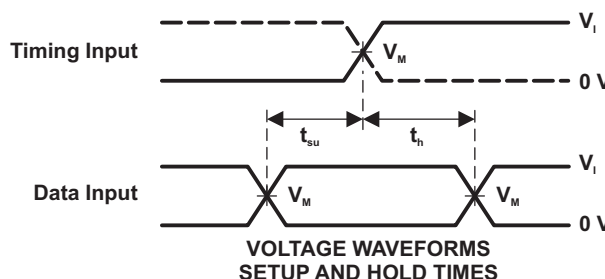 V_I
Timing Input
V_M
0 V
t_su t_h
V_I
Data Input
V_M V_M
0 V
VOLTAGE WAVEFORMS
SETUP AND HOLD TIMES